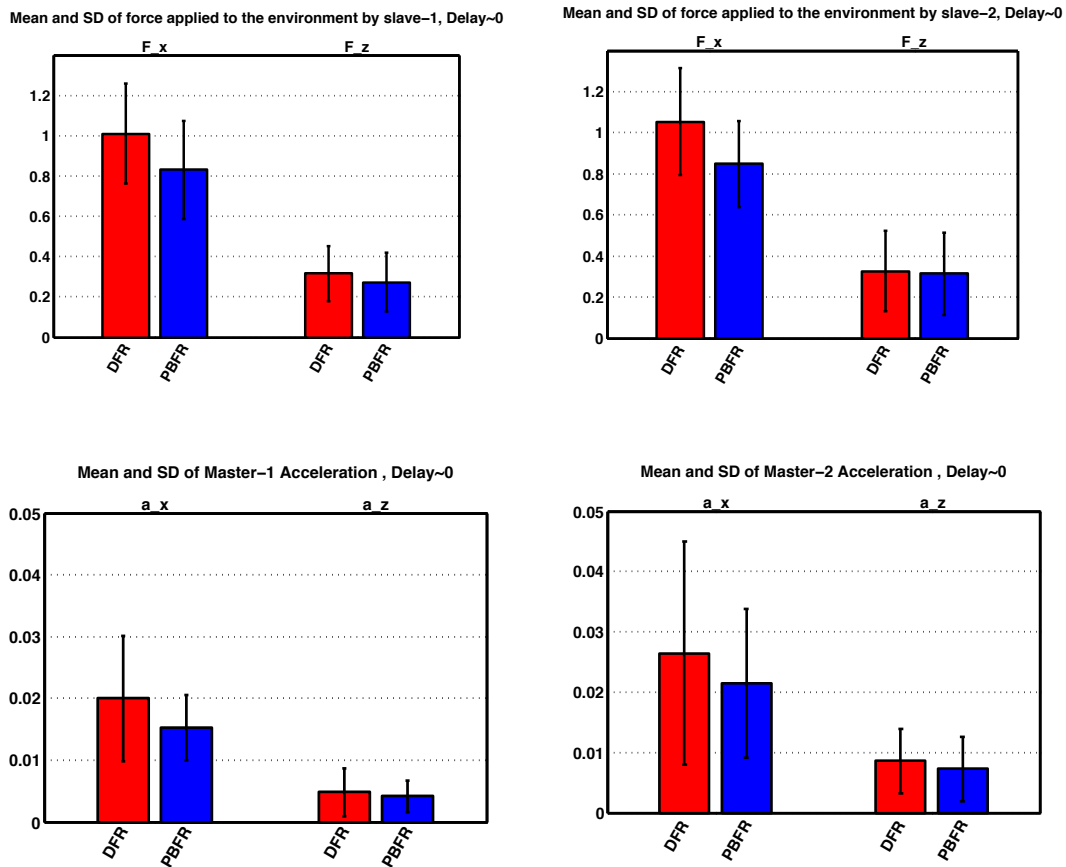 Mean and SD of force applied to the environment by slave−1, Delay~0
F_x F_z
1.2
1
0.8
0.6
0.4
0.2
0
DFR PBFR DFR PBFR
Mean and SD of force applied to the environment by slave−2, Delay~0
F_x F_z
1.2
1
0.8
0.6
0.4
0.2
0
DFR PBFR DFR PBFR
Mean and SD of Master−1 Acceleration , Delay~0
a_x a_z
0.05
0.04
0.03
0.02
0.01
0
DFR PBFR DFR PBFR
Mean and SD of Master−2 Acceleration , Delay~0
a_x a_z
0.05
0.04
0.03
0.02
0.01
0
DFR PBFR DFR PBFR